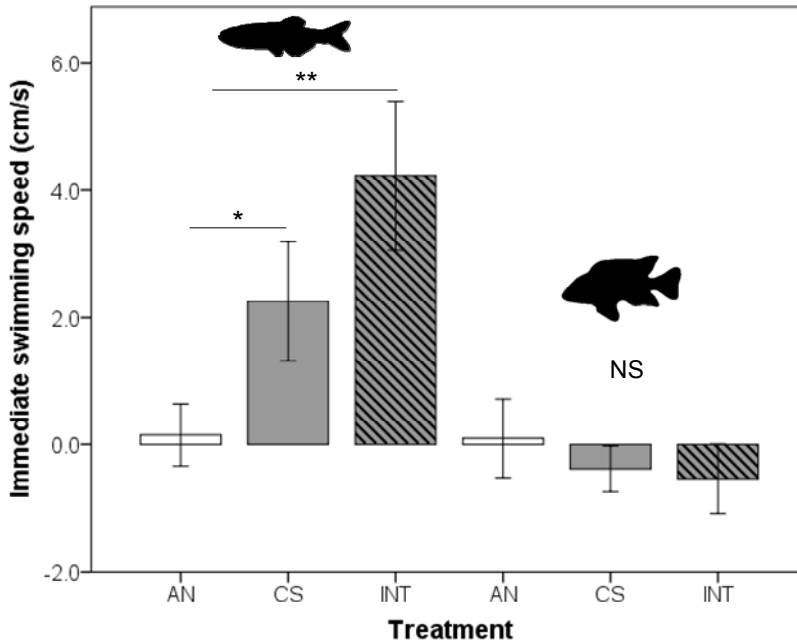 Immediate swimming speed (cm/s)
6.0
4.0
2.0
0.0
-2.0
**
*
NS
AN CS INT AN CS INT
Treatment